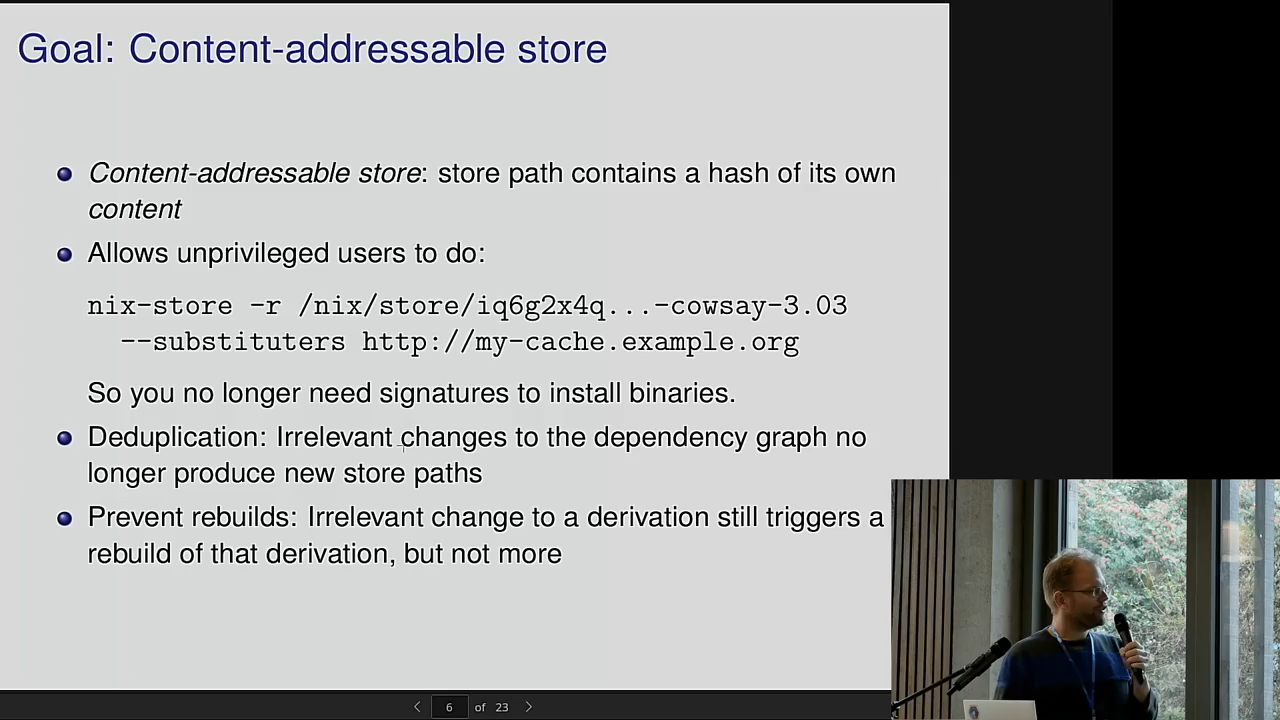 Goal: Content-addressable store
Content-addressable store: store path contains a hash of its own
content
Allows unprivileged users to do:
nix-store -r /nix/store/iq6g2x4q...-cowsay-3.03
--substituters http://my-cache.example.org
So you no longer need signatures to install binaries.
Deduplication: Irrelevant changes to the dependency graph no
longer produce new store paths
Prevent rebuilds: Irrelevant change to a derivation still triggers a
rebuild of that derivation, but not more
6 of 23